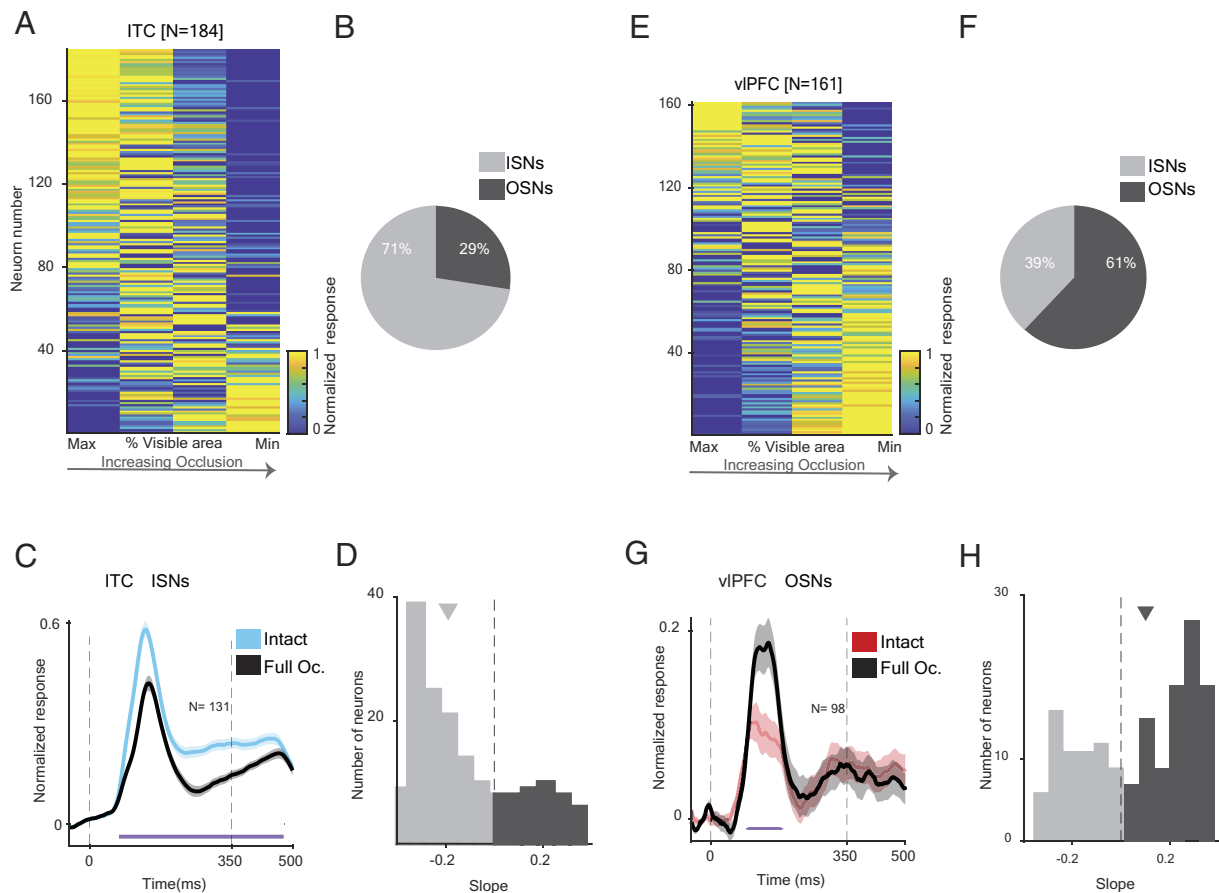 A
ITC [N=184]
160
120
80
40
Neuorn number
Max
% Visible area
Min
Increasing Occlusion
1
0
Normalized response
B
ISNs
OSNs
71%
29%
E
vlPFC [N=161]
160
120
80
40
Max
% Visible area
Min
Increasing Occlusion
1
0
Normalized response
F
ISNs
OSNs
39%
61%
C
ITC ISNs
0.6
0
Normalized response
Intact
Full Oc.
N= 131
0
350
500
Time(ms)
D
40
20
Number of neurons
-0.2
0.2
Slope
G
vlPFC OSNs
0.2
0
Normalized response
Intact
Full Oc.
N= 98
0
350
500
Time (ms)
H
30
10
0
Number of neurons
-0.2
0.2
Slope